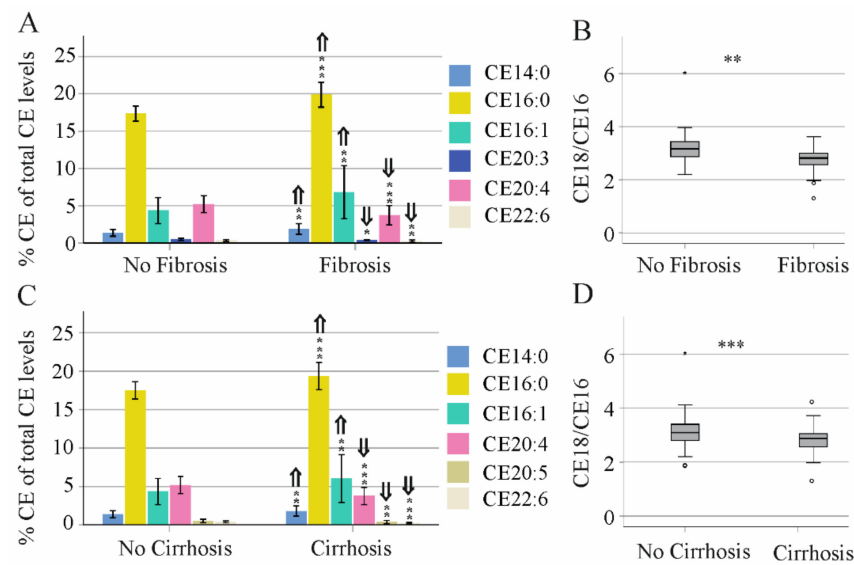 A
% CE of total CE levels
25
20
15
10
5
0
⇑
***
⇑
**
⇑
**
⇓
*
⇓
***
⇓
***
No Fibrosis
Fibrosis
CE14:0
CE16:0
CE16:1
CE20:3
CE20:4
CE22:6
B
CE18/CE16
6
4
2
0
**
No Fibrosis
Fibrosis
C
% CE of total CE levels
25
20
15
10
5
0
⇑
***
⇑
**
⇑
**
⇓
***
⇓
**
⇓
***
No Cirrhosis
Cirrhosis
CE14:0
CE16:0
CE16:1
CE20:4
CE20:5
CE22:6
D
CE18/CE16
6
4
2
0
***
No Cirrhosis
Cirrhosis